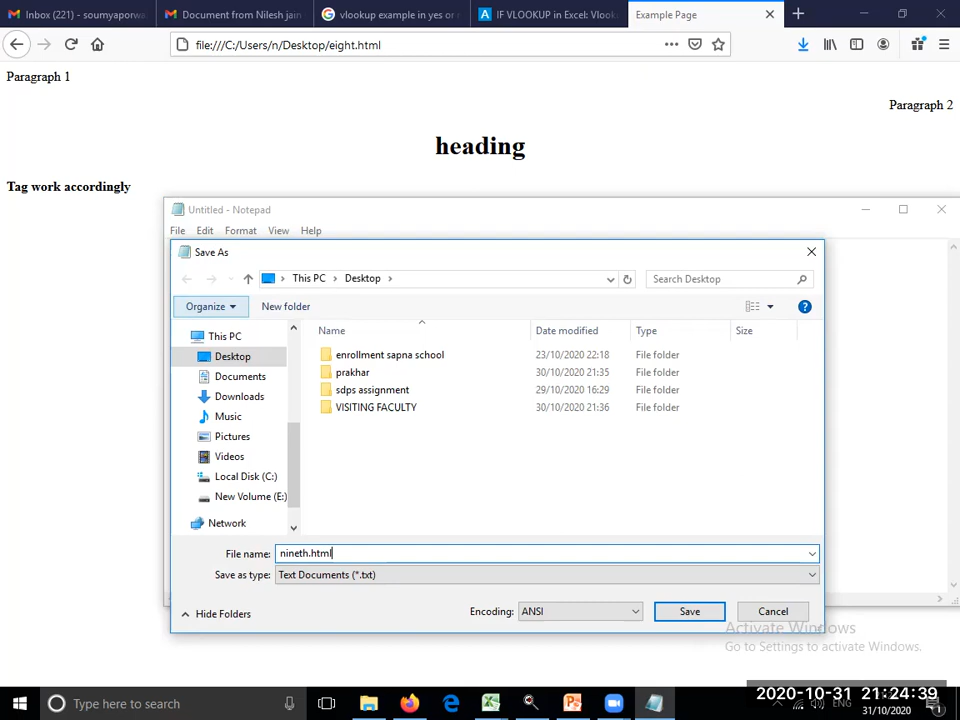 Inbox (221) - soumyaporwa
Document from Nilesh jain
vlookup example in yes or n
IF VLOOKUP in Excel: Vlooku
Example Page
file:///C:/Users/n/Desktop/eight.html
Paragraph 1
Paragraph 2
heading
Tag work accordingly
Untitled - Notepad
File Edit Format View Help
Save As
This PC > Desktop >
Search Desktop
Organize
New folder
Name Date modified Type Size
This PC
Desktop
Documents
Downloads
Music
Pictures
Videos
Local Disk (C:)
New Volume (E:)
Network
enrollment sapna school 23/10/2020 22:18 File folder
prakhar 30/10/2020 21:35 File folder
sdps assignment 29/10/2020 16:29 File folder
VISITING FACULTY 30/10/2020 21:36 File folder
File name: nineth.html
Save as type: Text Documents (*.txt)
Hide Folders
Encoding: ANSI
Save
Cancel
Activate Windows
Go to Settings to activate Windows.
Type here to search
ENG
2020-10-31 21:24:39
31/10/2020